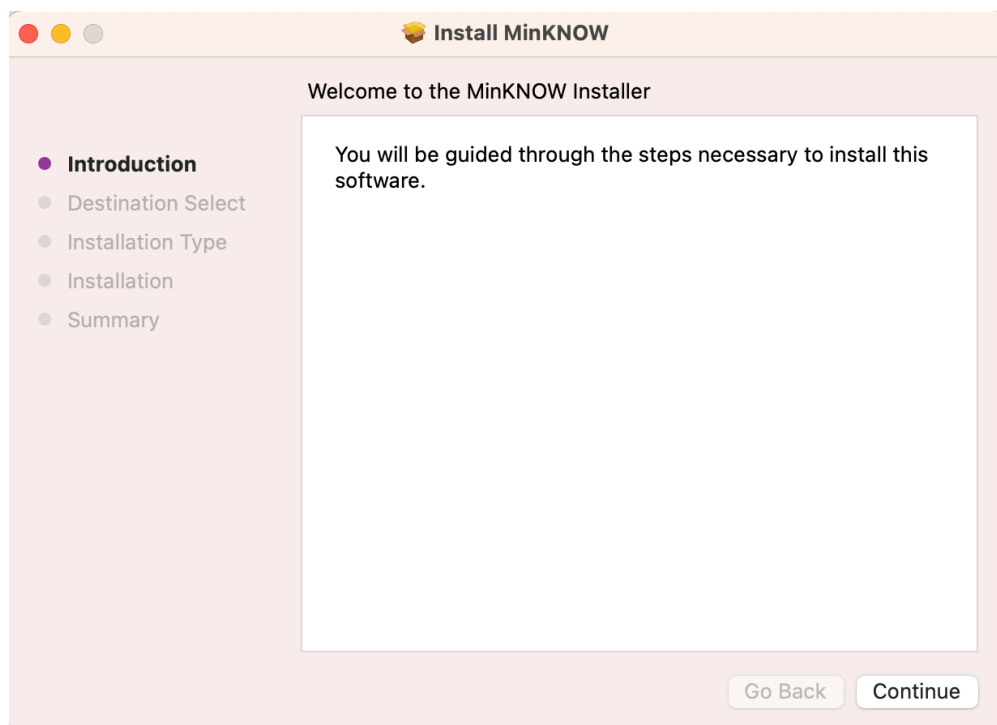 Install MinKNOW
Welcome to the MinKNOW Installer
Introduction
Destination Select
Installation Type
Installation
Summary
You will be guided through the steps necessary to install this
software.
Go Back
Continue